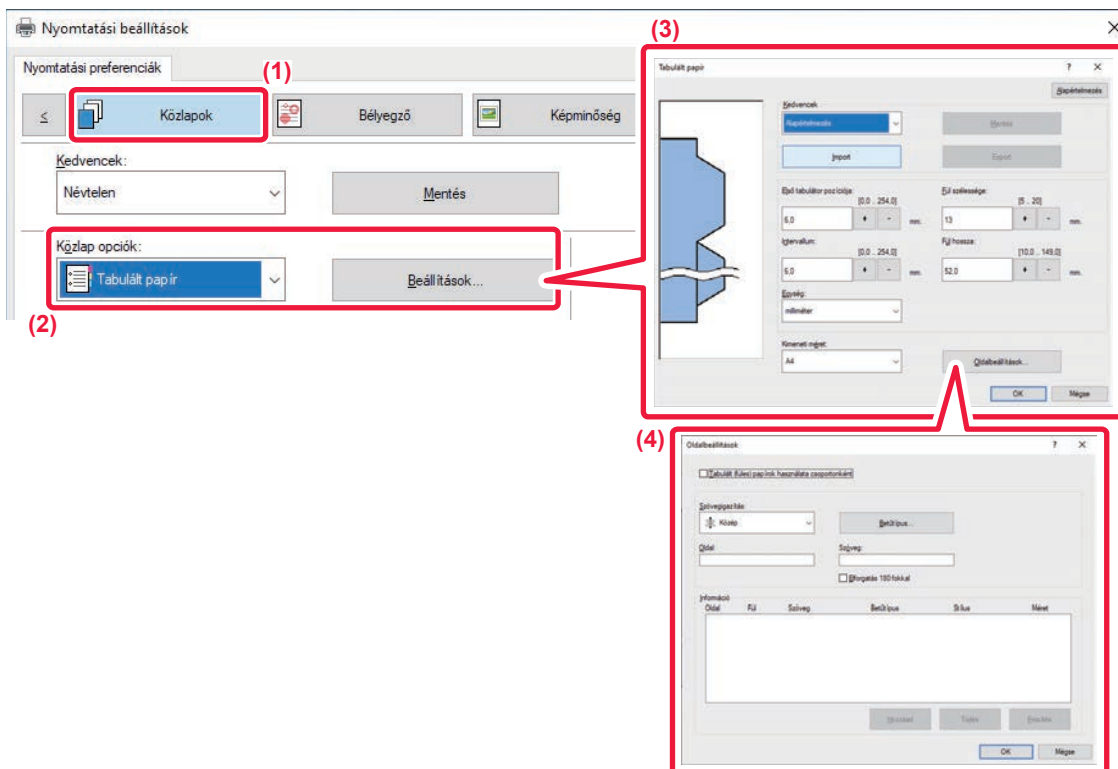 Nyomtatási beállítások
Nyomtatási preferenciák
(1)
≤ Közlapok Bélyegző Képminőség
Kedvencek:
Névtelen Mentés
Közlap opciók:
Tabulált papír Beállítások...
(2)
(3)
Tabulált papír ? X
Alapértelmezés
Kedvencek
Alapértelmezés Mentés
Import Export
Első tabulátor pozíciója: Fül szélessége:
[0,0 .. 254,0] [5 .. 20]
6,0 + - mm. 13 + - mm.
Intervallum: Fül hossza:
[0,0 .. 254,0] [10,0 .. 149,0]
6,0 + - mm. 52,0 + - mm.
Egység:
milliméter
Kimeneti méret:
A4 Oldalbeállítások...
OK Mégse
(4)
Oldalbeállítások ? X
Tabulált (füles) papírok használata csoportonként
Szövegigazítás:
Közép Betűtípus...
Oldal Szöveg:
Elforgatás 180 fokkal
Információ
Oldal Fül Szöveg Betűtípus Stílus Méret
Hozzáad Törlés Frissítés
OK Mégse